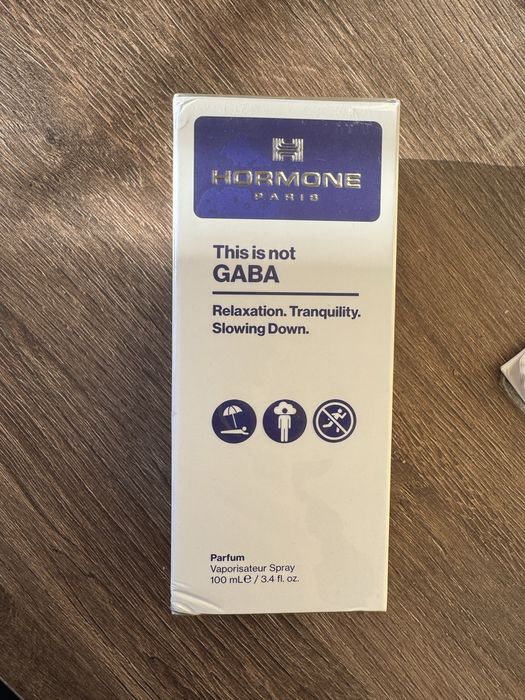 HORMONE
PARIS
This is not
GABA
Relaxation. Tranquility.
Slowing Down.
Parfum
Vaporisateur Spray
100 mL℮ / 3.4 fl. oz.